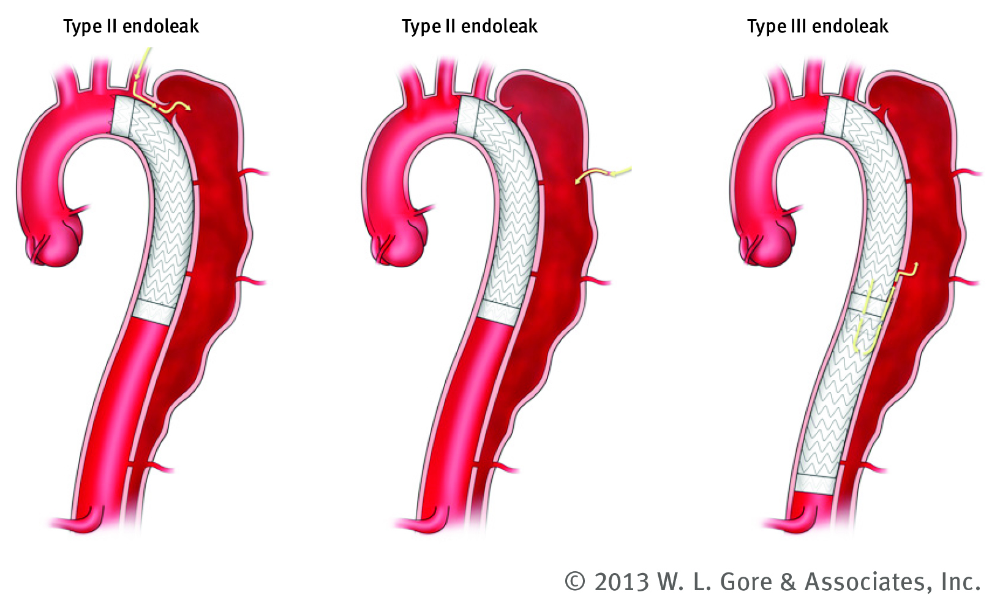 Type II endoleak
Type II endoleak
Type III endoleak
© 2013 W. L. Gore & Associates, Inc.